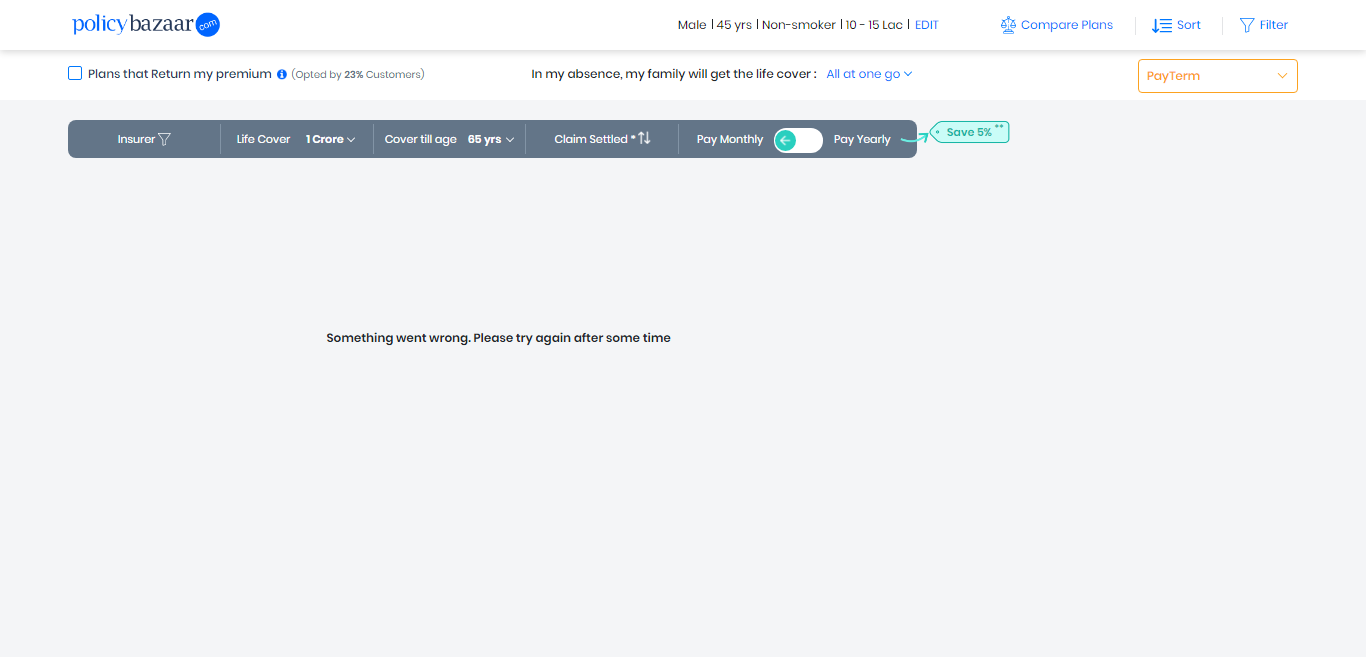 policybazaar.com
Male | 45 yrs | Non-smoker | 10 - 15 Lac | EDIT
Compare Plans
Sort
Filter
Plans that Return my premium i (Opted by 23% Customers)
In my absence, my family will get the life cover : All at one go
PayTerm
Insurer
Life Cover 1 Crore
Cover till age 65 yrs
Claim Settled *
Pay Monthly
Pay Yearly
Save 5% **
Something went wrong. Please try again after some time